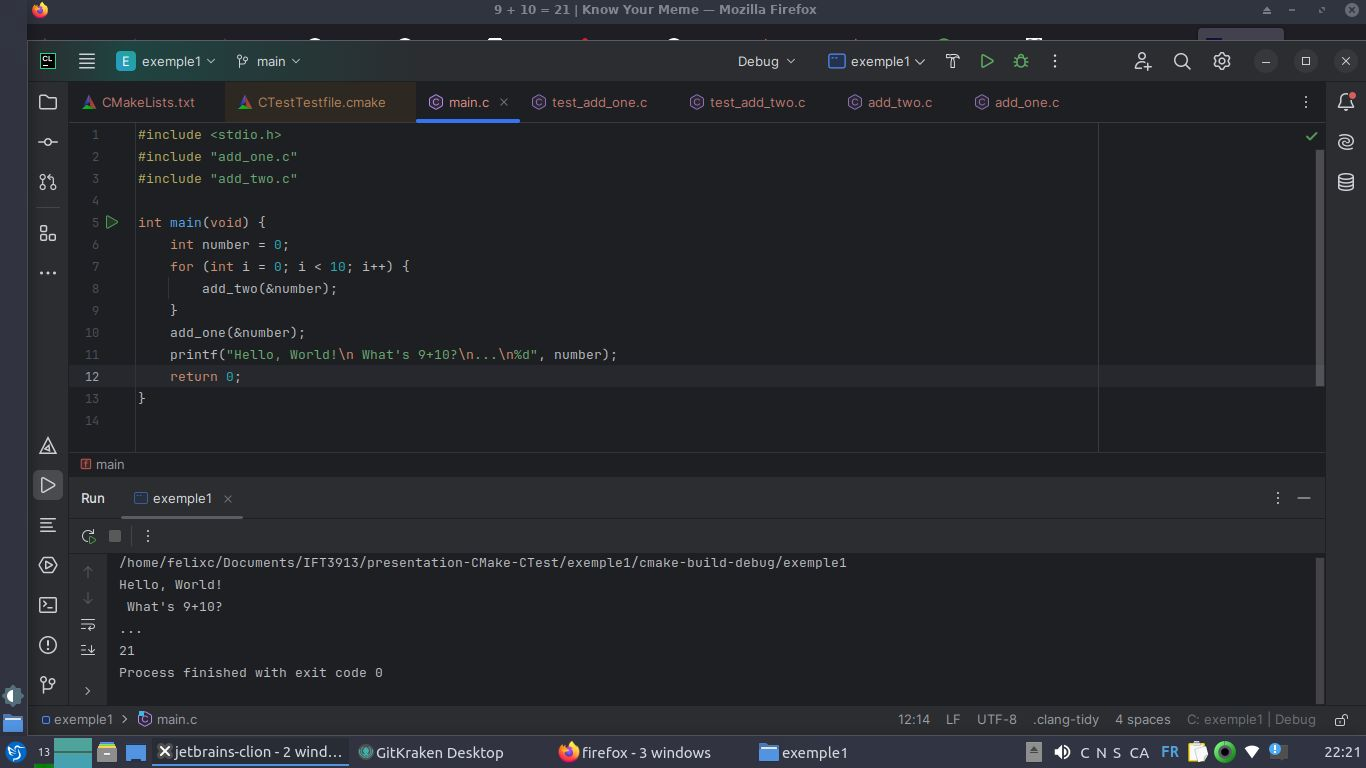 9 + 10 = 21 | Know Your Meme — Mozilla Firefox
CL E exemple1 main Debug exemple1
CMakeLists.txt CTestTestfile.cmake main.c test_add_one.c test_add_two.c add_two.c add_one.c
1 #include <stdio.h>
2 #include "add_one.c"
3 #include "add_two.c"
4
5 int main(void) {
6 int number = 0;
7 for (int i = 0; i < 10; i++) {
8 add_two(&number);
9 }
10 add_one(&number);
11 printf("Hello, World!\n What's 9+10?\n...\n%d", number);
12 return 0;
13 }
14
f main
Run exemple1
/home/felixc/Documents/IFT3913/presentation-CMake-CTest/exemple1/cmake-build-debug/exemple1
Hello, World!
What's 9+10?
...
21
Process finished with exit code 0
exemple1 > main.c 12:14 LF UTF-8 .clang-tidy 4 spaces C: exemple1 | Debug
13 jetbrains-clion - 2 wind... GitKraken Desktop firefox - 3 windows exemple1 C N S CA FR 22:21